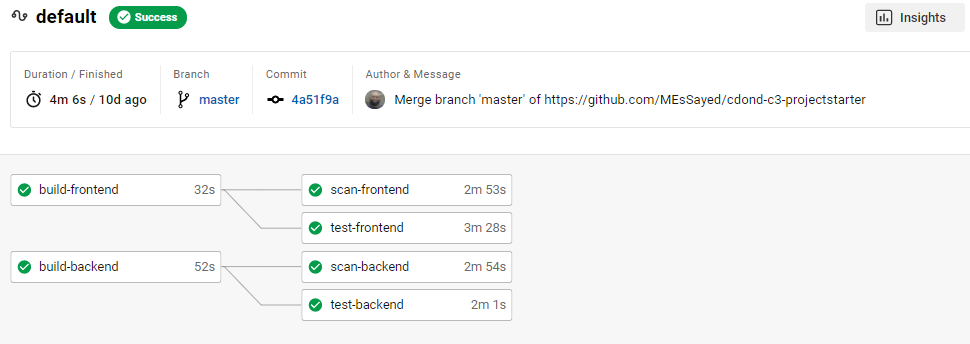 default Success Insights
Duration / Finished Branch Commit Author & Message
4m 6s / 10d ago master 4a51f9a Merge branch 'master' of https://github.com/MEsSayed/cdond-c3-projectstarter
build-frontend 32s scan-frontend 2m 53s
test-frontend 3m 28s
build-backend 52s scan-backend 2m 54s
test-backend 2m 1s